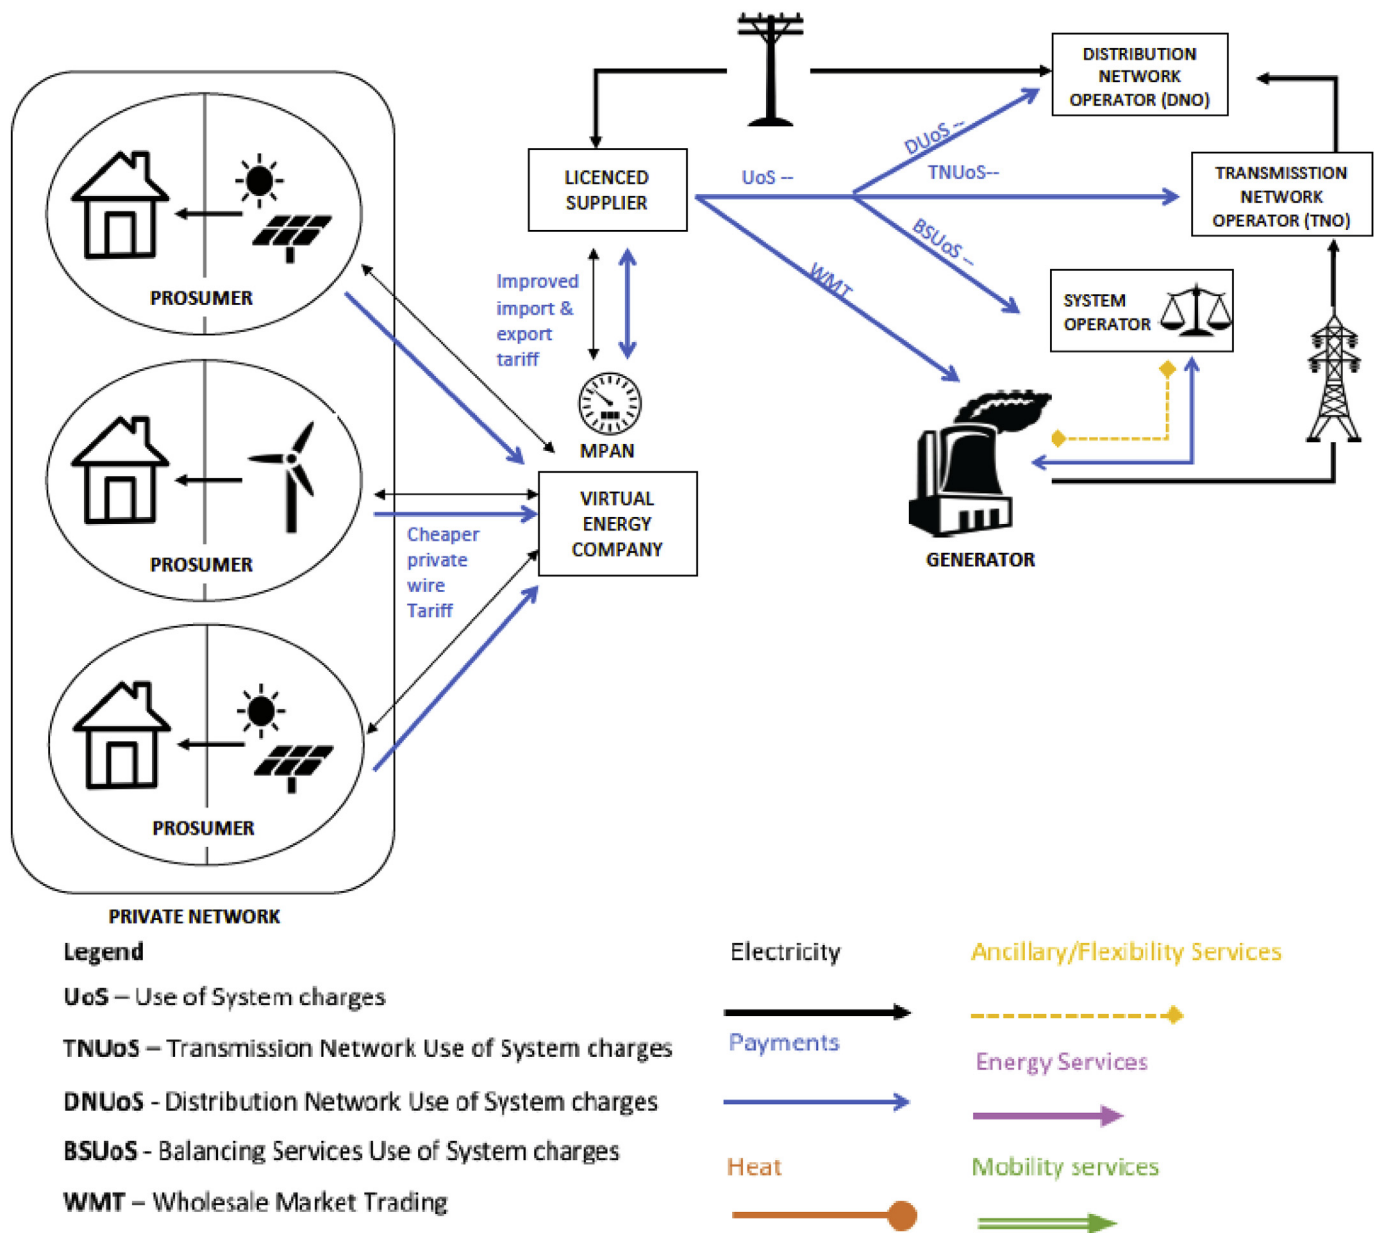 DISTRIBUTION
NETWORK
OPERATOR (DNO)
DUoS --
LICENCED
SUPPLIER
UoS --
TNUoS--
TRANSMISSTION
NETWORK
OPERATOR (TNO)
BSUoS --
WMT
PROSUMER
Improved
import &
export
tariff
SYSTEM
OPERATOR
MPAN
VIRTUAL
ENERGY
COMPANY
GENERATOR
PROSUMER
Cheaper
private
wire
Tariff
PROSUMER
PRIVATE NETWORK
Legend
UoS – Use of System charges
TNUoS – Transmission Network Use of System charges
DNUoS - Distribution Network Use of System charges
BSUoS - Balancing Services Use of System charges
WMT – Wholesale Market Trading
Electricity
Payments
Heat
Ancillary/Flexibility Services
Energy Services
Mobility services